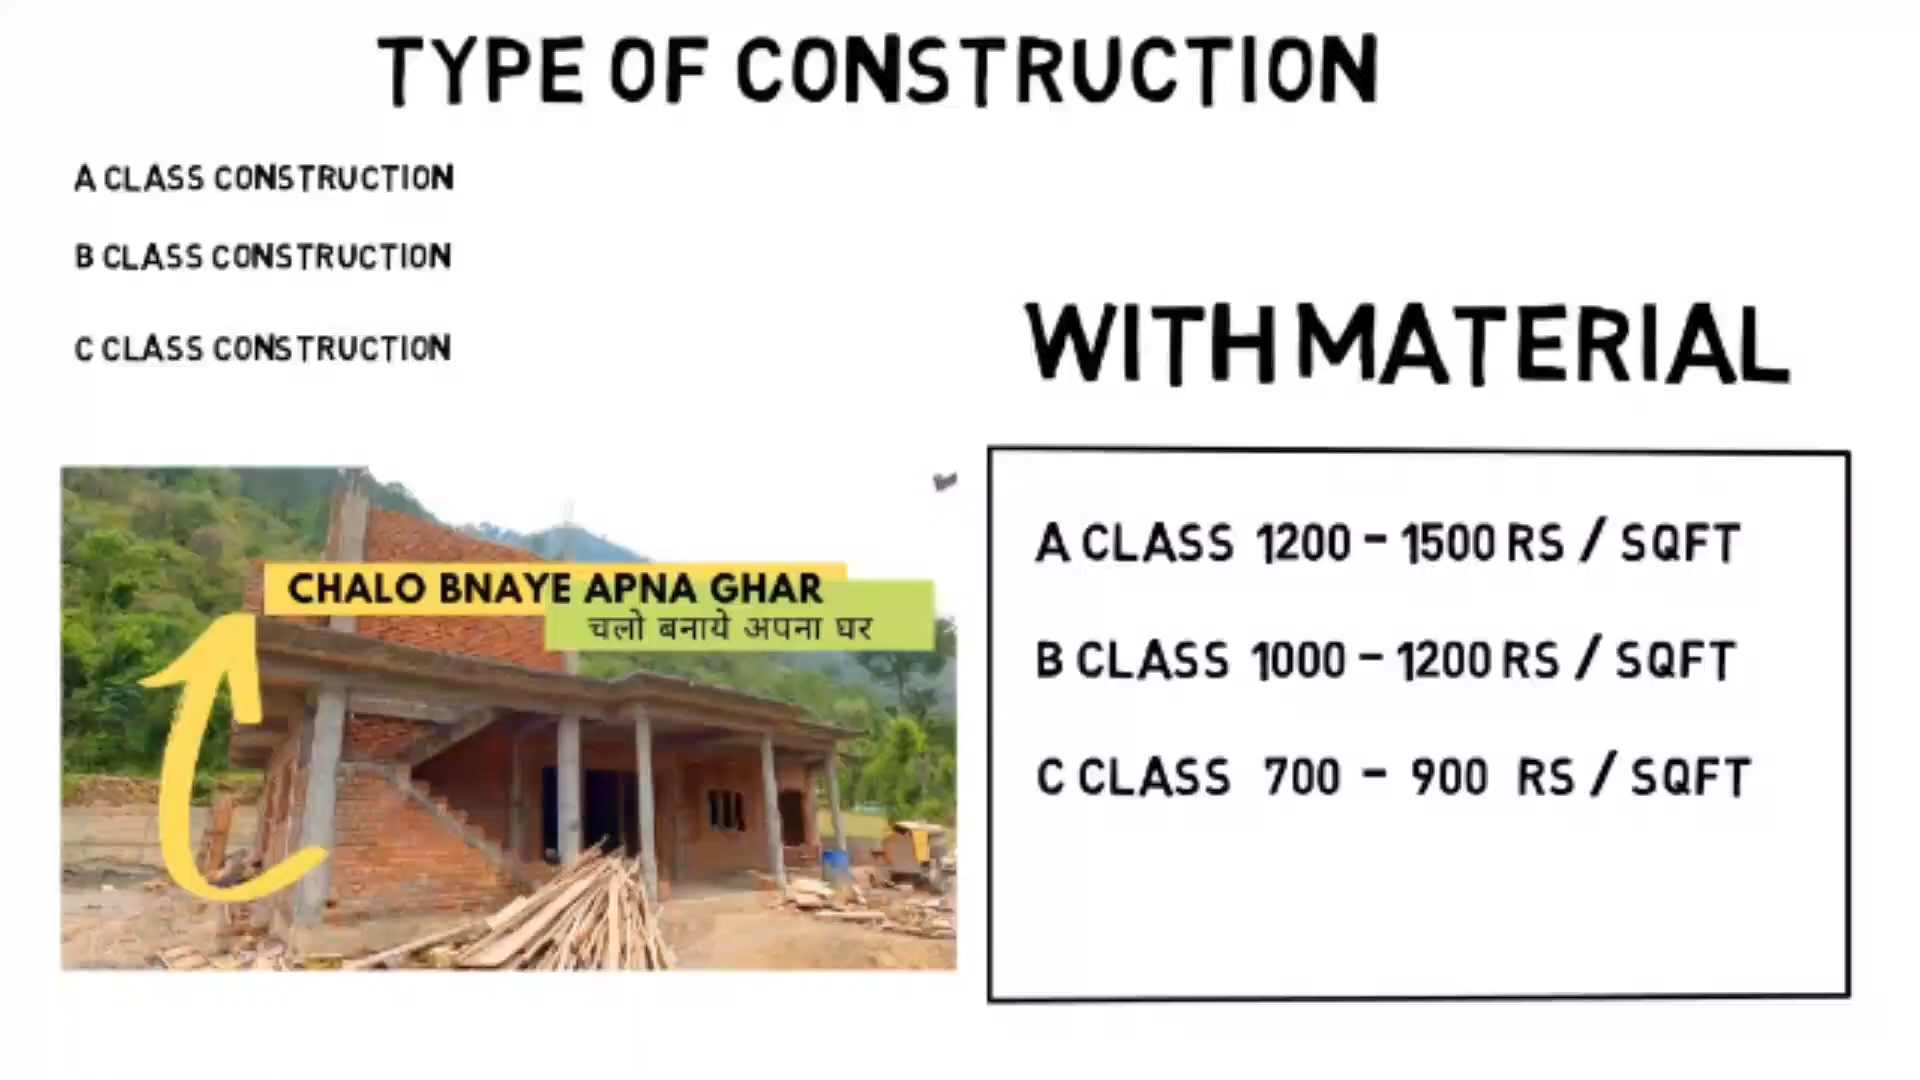 TYPE OF CONSTRUCTION
A CLASS CONSTRUCTION
B CLASS CONSTRUCTION
C CLASS CONSTRUCTION
WITH MATERIAL
CHALO BNAYE APNA GHAR
चलो बनाये अपना घर
A CLASS 1200 - 1500 RS / SQFT
B CLASS 1000 - 1200 RS / SQFT
C CLASS 700 - 900 RS / SQFT